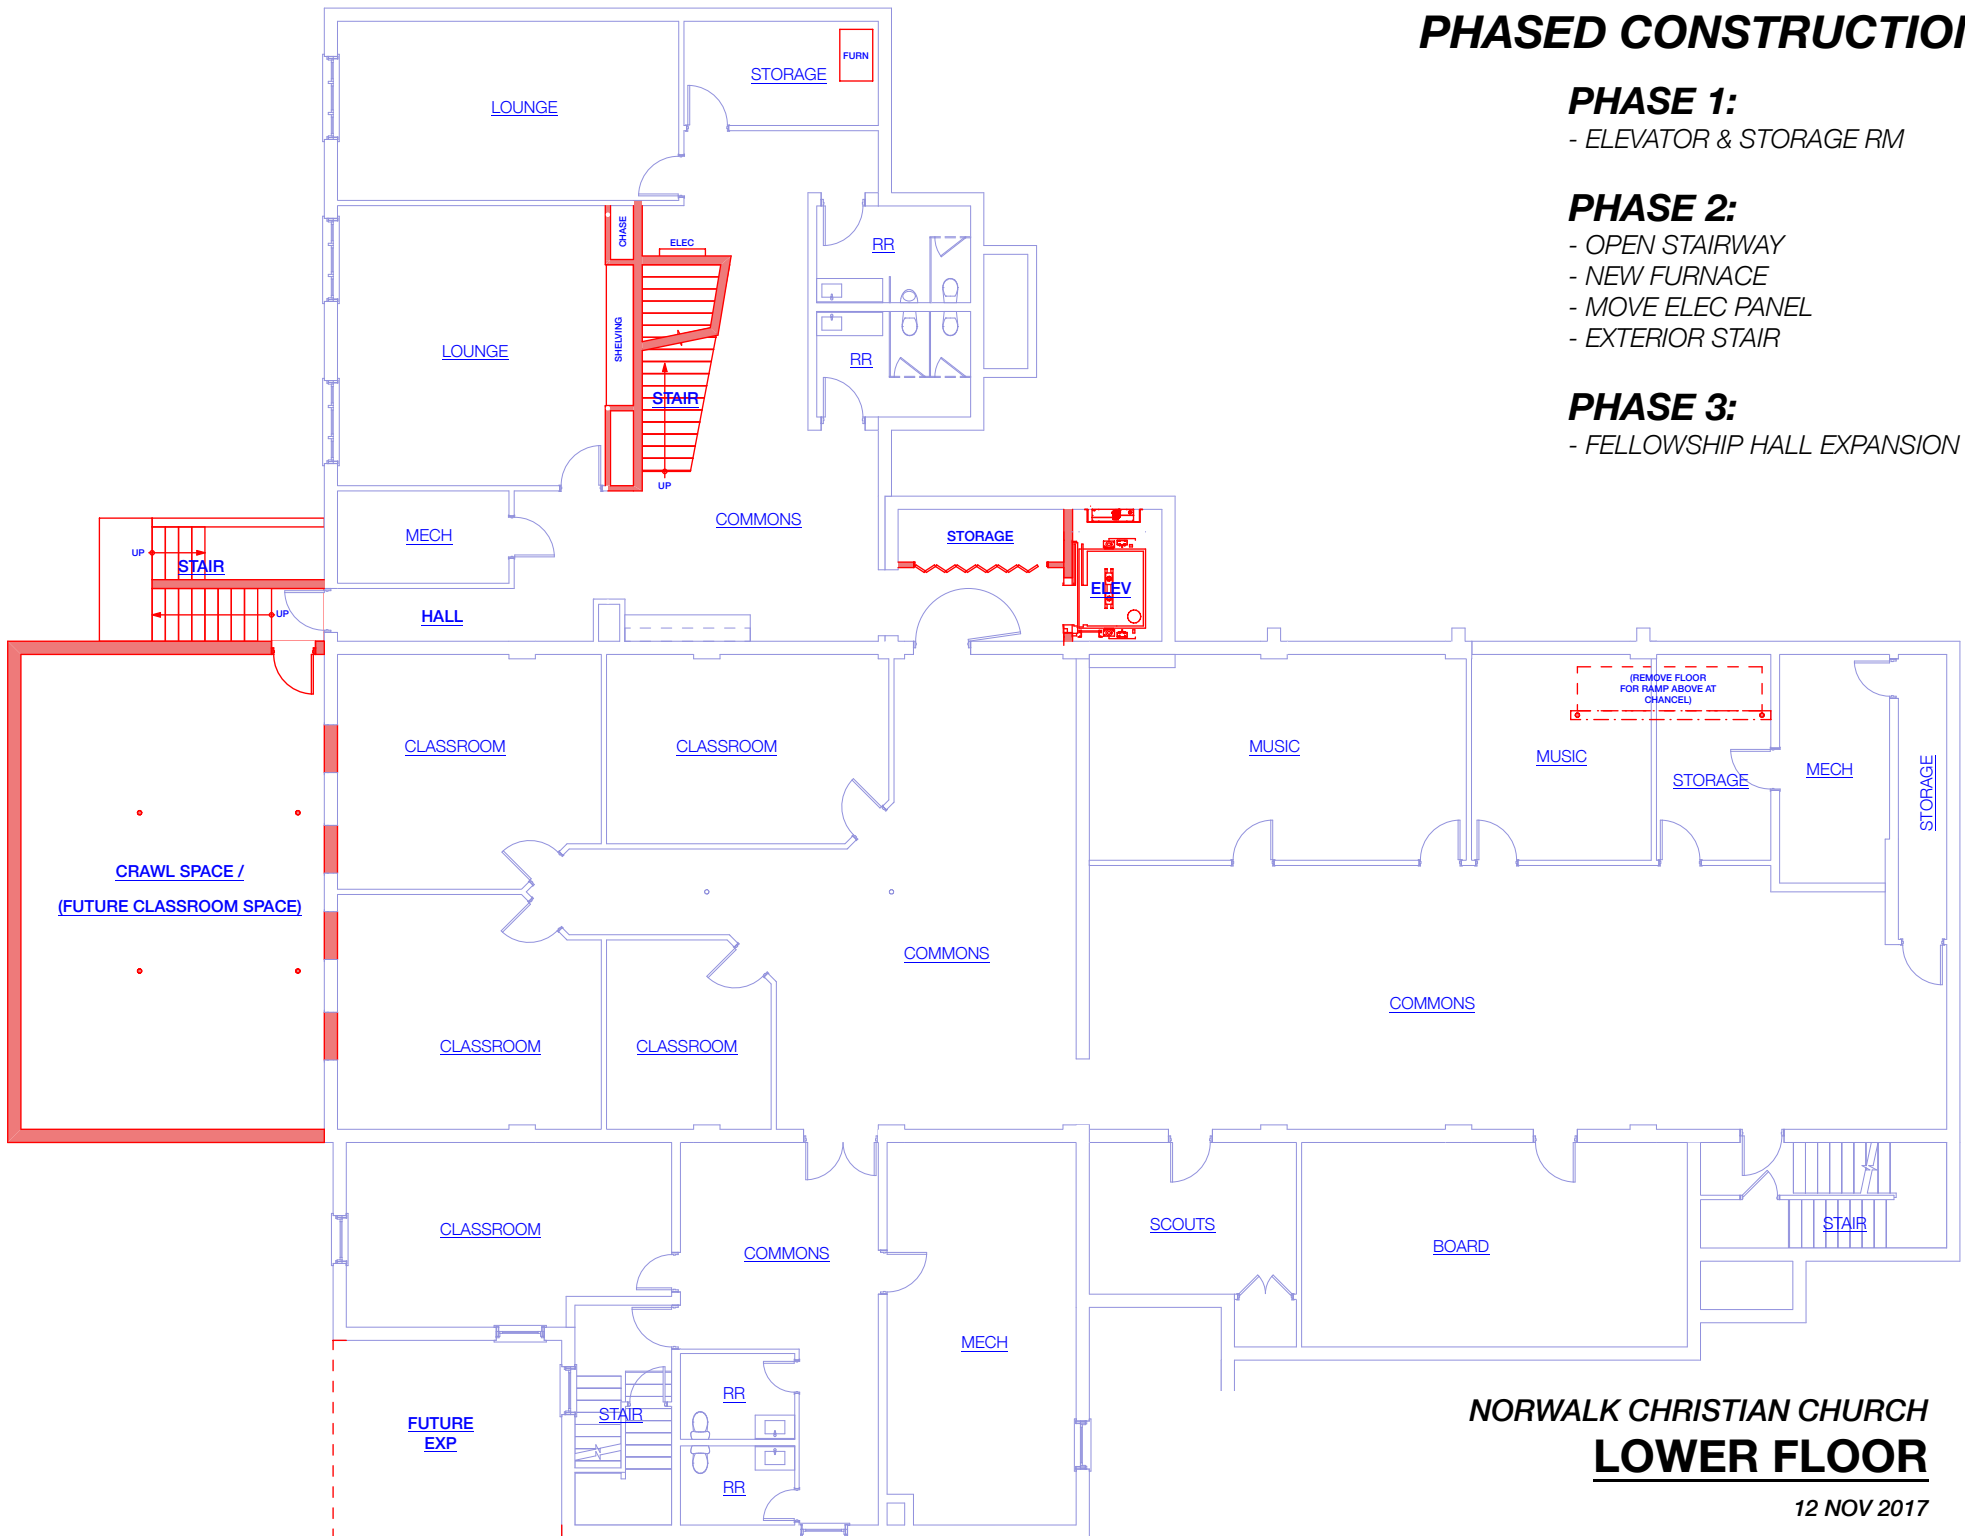 PHASED CONSTRUCTION
PHASE 1:
- ELEVATOR & STORAGE RM
PHASE 2:
- OPEN STAIRWAY
- NEW FURNACE
- MOVE ELEC PANEL
- EXTERIOR STAIR
PHASE 3:
- FELLOWSHIP HALL EXPANSION
FURN
STORAGE
LOUNGE
CHASE
ELEC
RR
SHELVING
LOUNGE
RR
STAIR
UP
COMMONS
MECH
STORAGE
UP
STAIR
ELEV
UP
HALL
(REMOVE FLOOR
FOR RAMP ABOVE AT
CHANCEL)
CLASSROOM
CLASSROOM
MUSIC
MUSIC
STORAGE
MECH
STORAGE
CRAWL SPACE /
(FUTURE CLASSROOM SPACE)
COMMONS
COMMONS
CLASSROOM
CLASSROOM
CLASSROOM
COMMONS
SCOUTS
BOARD
STAIR
MECH
RR
STAIR
FUTURE
EXP
RR
NORWALK CHRISTIAN CHURCH
LOWER FLOOR
12 NOV 2017